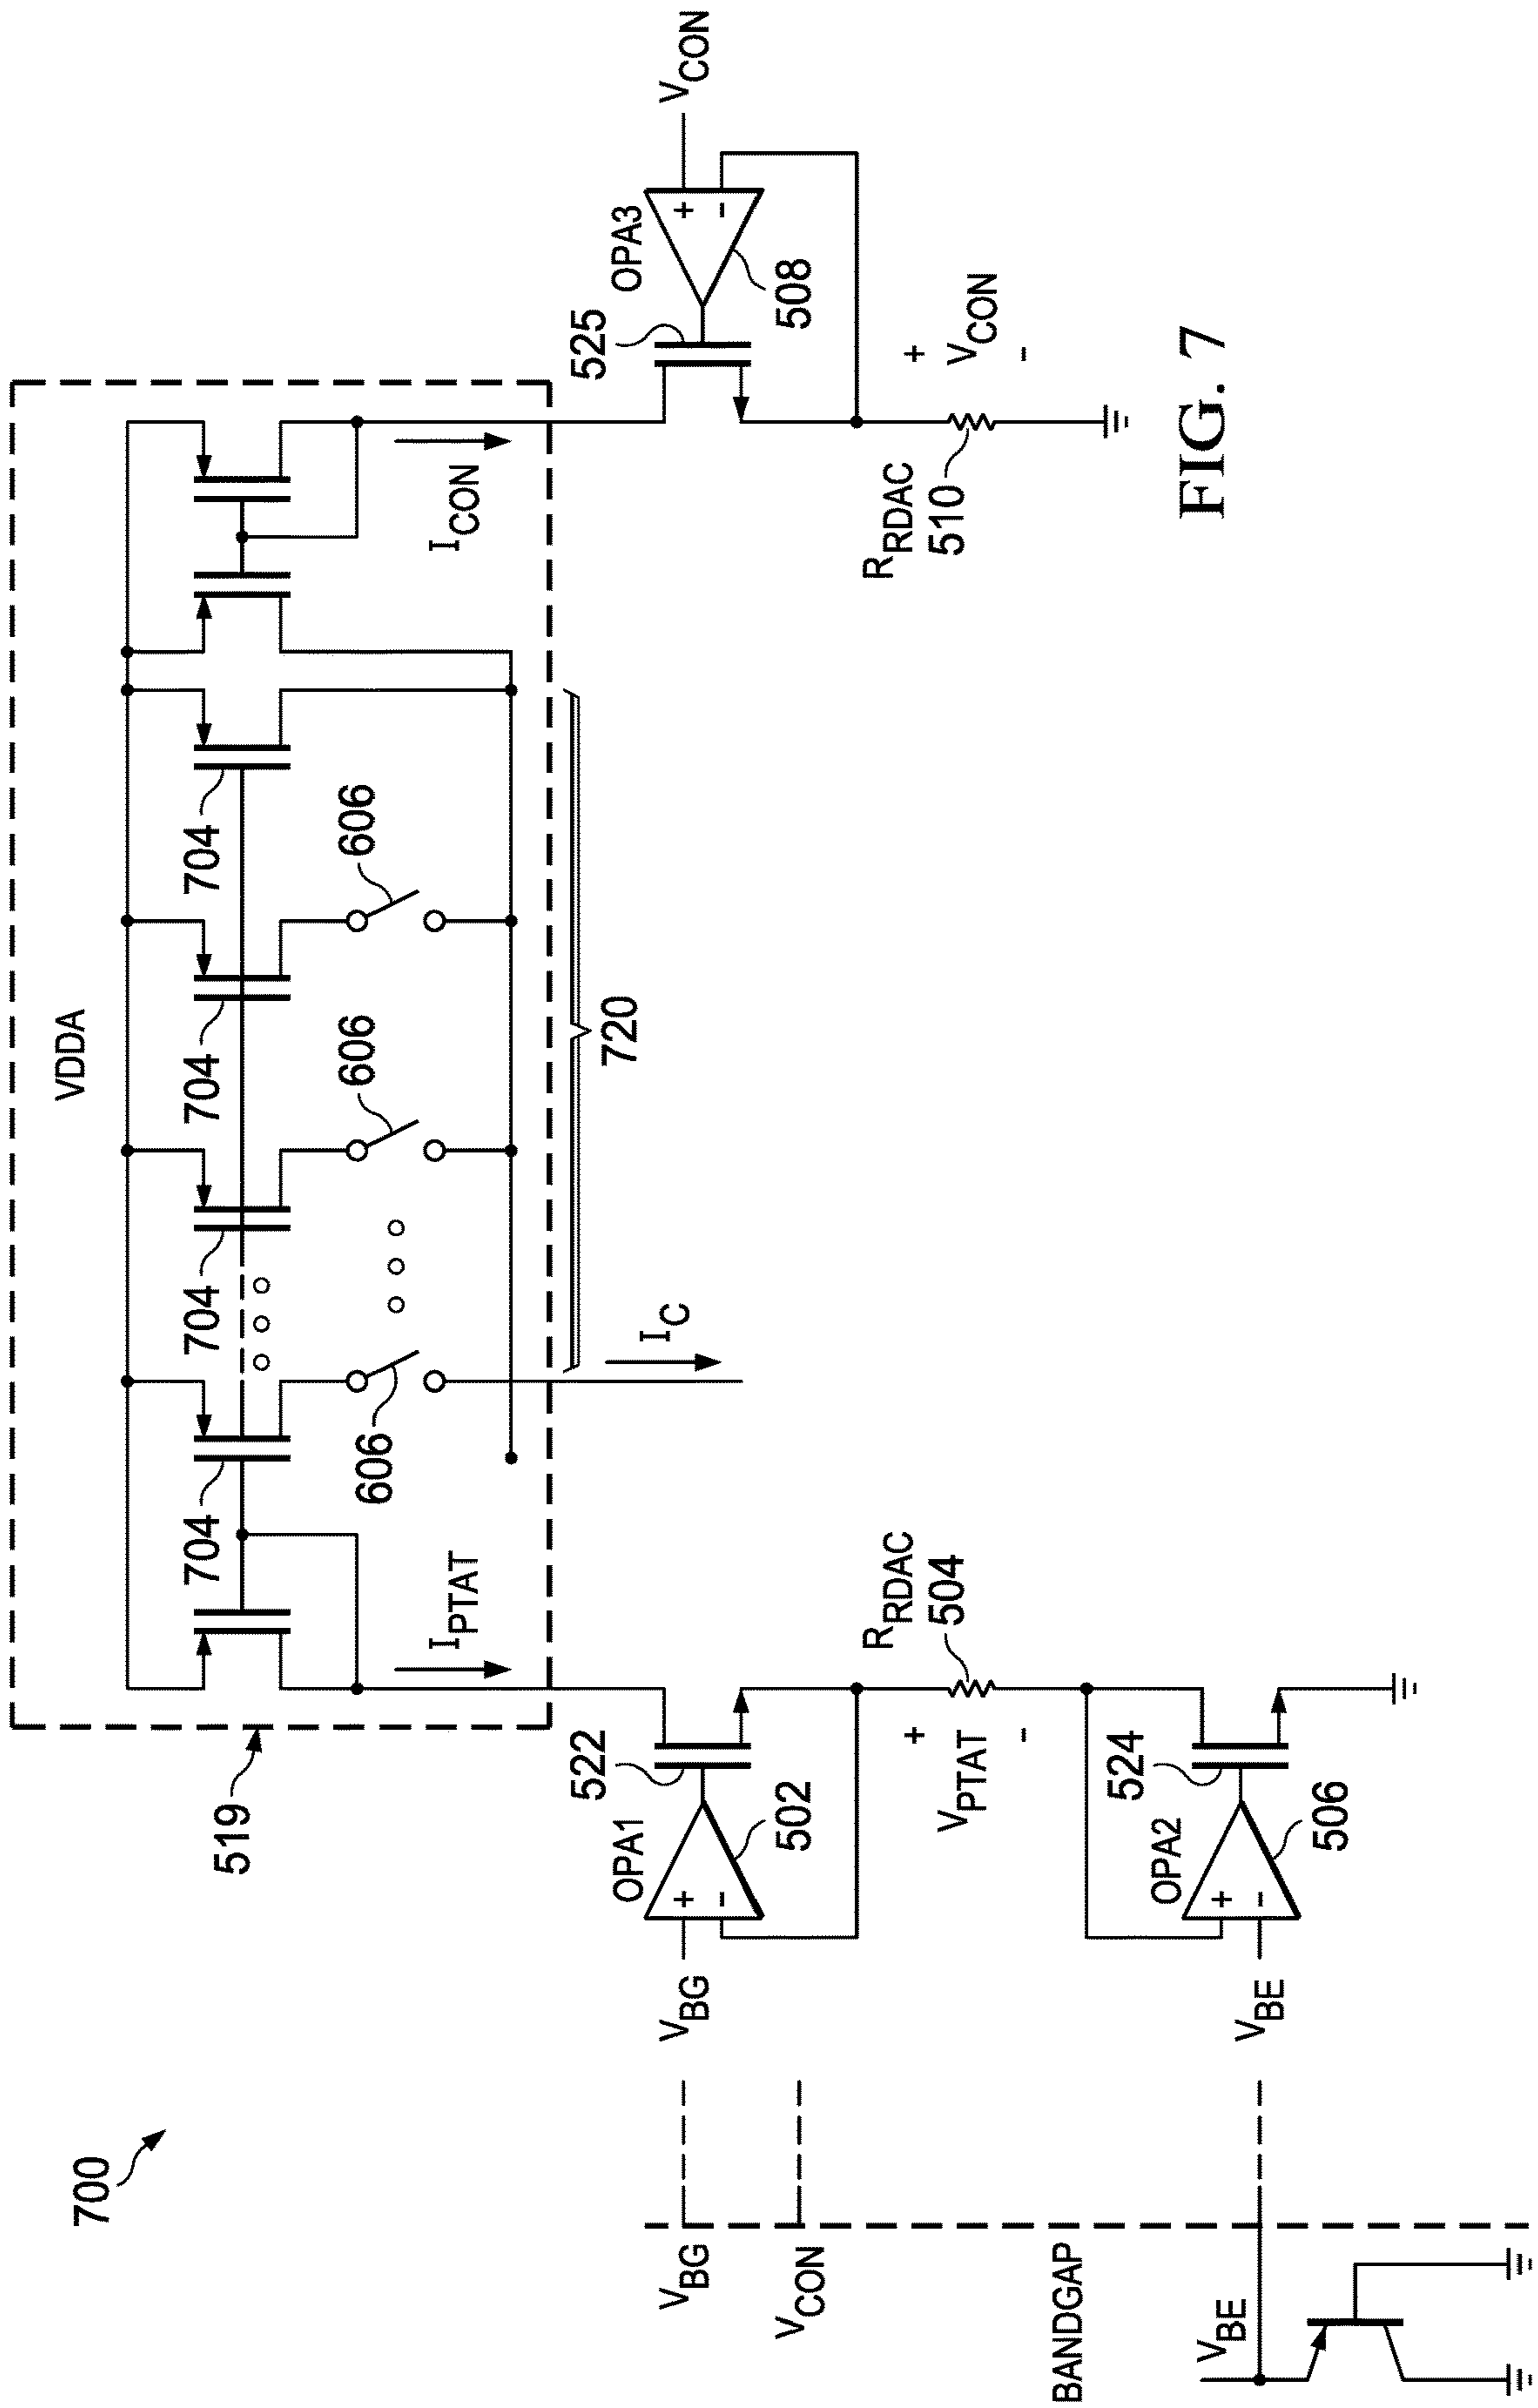 700
519
VDDA
704
704
704
704
606
606
606
I_PTAT
I_C
720
I_CON
OPA1
522
V_BG
+
-
502
R_RDAC
504
+
V_PTAT
-
OPA2
524
V_BE
+
-
506
525
OPA3
V_CON
+
-
508
R_RDAC
510
+
V_CON
-
V_BG
V_CON
BANDGAP
V_BE
FIG. 7